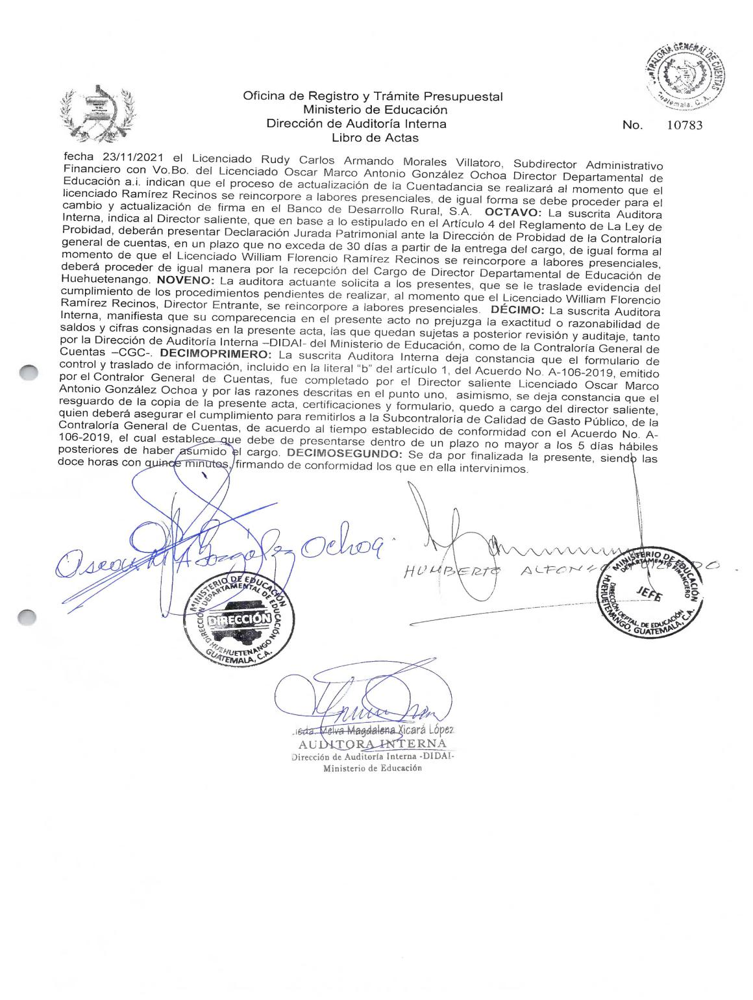 CONTRALORIA GENERAL DE CUENTAS
Guatemala, C. A.
Oficina de Registro y Trámite Presupuestal
Ministerio de Educación
Dirección de Auditoría Interna
Libro de Actas
No. 10783
fecha 23/11/2021 el Licenciado Rudy Carlos Armando Morales Villatoro, Subdirector Administrativo
Financiero con Vo.Bo. del Licenciado Oscar Marco Antonio González Ochoa Director Departamental de
Educación a.i. indican que el proceso de actualización de la Cuentadancia se realizará al momento que el
licenciado Ramírez Recinos se reincorpore a labores presenciales, de igual forma se debe proceder para el
cambio y actualización de firma en el Banco de Desarrollo Rural, S.A. OCTAVO: La suscrita Auditora
Interna, indica al Director saliente, que en base a lo estipulado en el Artículo 4 del Reglamento de La Ley de
Probidad, deberán presentar Declaración Jurada Patrimonial ante la Dirección de Probidad de la Contraloría
general de cuentas, en un plazo que no exceda de 30 días a partir de la entrega del cargo, de igual forma al
momento de que el Licenciado William Florencio Ramírez Recinos se reincorpore a labores presenciales,
deberá proceder de igual manera por la recepción del Cargo de Director Departamental de Educación de
Huehuetenango. NOVENO: La auditora actuante solicita a los presentes, que se le traslade evidencia del
cumplimiento de los procedimientos pendientes de realizar, al momento que el Licenciado William Florencio
Ramírez Recinos, Director Entrante, se reincorpore a labores presenciales. DÉCIMO: La suscrita Auditora
Interna, manifiesta que su comparecencia en el presente acto no prejuzga la exactitud o razonabilidad de
saldos y cifras consignadas en la presente acta, las que quedan sujetas a posterior revisión y auditaje, tanto
por la Dirección de Auditoría Interna –DIDAI- del Ministerio de Educación, como de la Contraloría General de
Cuentas –CGC-. DECIMOPRIMERO: La suscrita Auditora Interna deja constancia que el formulario de
control y traslado de información, incluido en la literal "b" del artículo 1, del Acuerdo No. A-106-2019, emitido
por el Contralor General de Cuentas, fue completado por el Director saliente Licenciado Oscar Marco
Antonio González Ochoa y por las razones descritas en el punto uno, asimismo, se deja constancia que el
resguardo de la copia de la presente acta, certificaciones y formulario, quedo a cargo del director saliente,
quien deberá asegurar el cumplimiento para remitirlos a la Subcontraloría de Calidad de Gasto Público, de la
Contraloría General de Cuentas, de acuerdo al tiempo establecido de conformidad con el Acuerdo No. A-
106-2019, el cual establece que debe de presentarse dentro de un plazo no mayor a los 5 días hábiles
posteriores de haber asumido el cargo. DECIMOSEGUNDO: Se da por finalizada la presente, siendo las
doce horas con quince minutos, firmando de conformidad los que en ella intervinimos.
Oscar M A González Ochoa
HUMBERTO ALFONSO
MINISTERIO DE EDUCACIÓN
DIRECCIÓN DEPARTAMENTAL DE EDUCACIÓN
DIRECCIÓN
HUEHUETENANGO
GUATEMALA, C.A.
MINISTERIO DE EDUCACIÓN
DEPARTAMENTO FINANCIERO
JEFE
DIRECCIÓN DEPTAL. DE EDUCACIÓN
HUEHUETENANGO, GUATEMALA, C.A.
Licda. Melva Magdalena Xicará López
AUDITORA INTERNA
Dirección de Auditoría Interna -DIDAI-
Ministerio de Educación